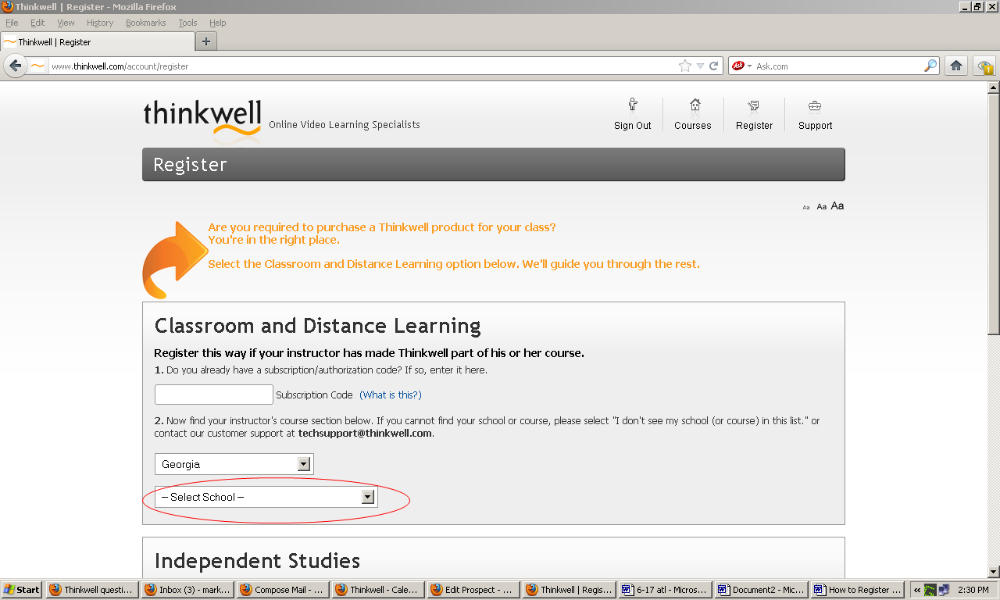 Thinkwell | Register - Mozilla Firefox
File Edit View History Bookmarks Tools Help
Thinkwell | Register
www.thinkwell.com/account/register
Ask Ask.com
thinkwell Online Video Learning Specialists
Sign Out Courses Register Support
Register
Aa Aa Aa
Are you required to purchase a Thinkwell product for your class?
You're in the right place.
Select the Classroom and Distance Learning option below. We'll guide you through the rest.
Classroom and Distance Learning
Register this way if your instructor has made Thinkwell part of his or her course.
1. Do you already have a subscription/authorization code? If so, enter it here.
Subscription Code (What is this?)
2. Now find your instructor's course section below. If you cannot find your school or course, please select "I don't see my school (or course) in this list." or
contact our customer support at techsupport@thinkwell.com.
Georgia
-- Select School --
Independent Studies
Start Thinkwell questi... Inbox (3) - mark... Compose Mail - ... Thinkwell - Cale... Edit Prospect - ... Thinkwell | Regis... 6-17 atl - Micros... Document2 - Mic... How to Register ... « 2:30 PM